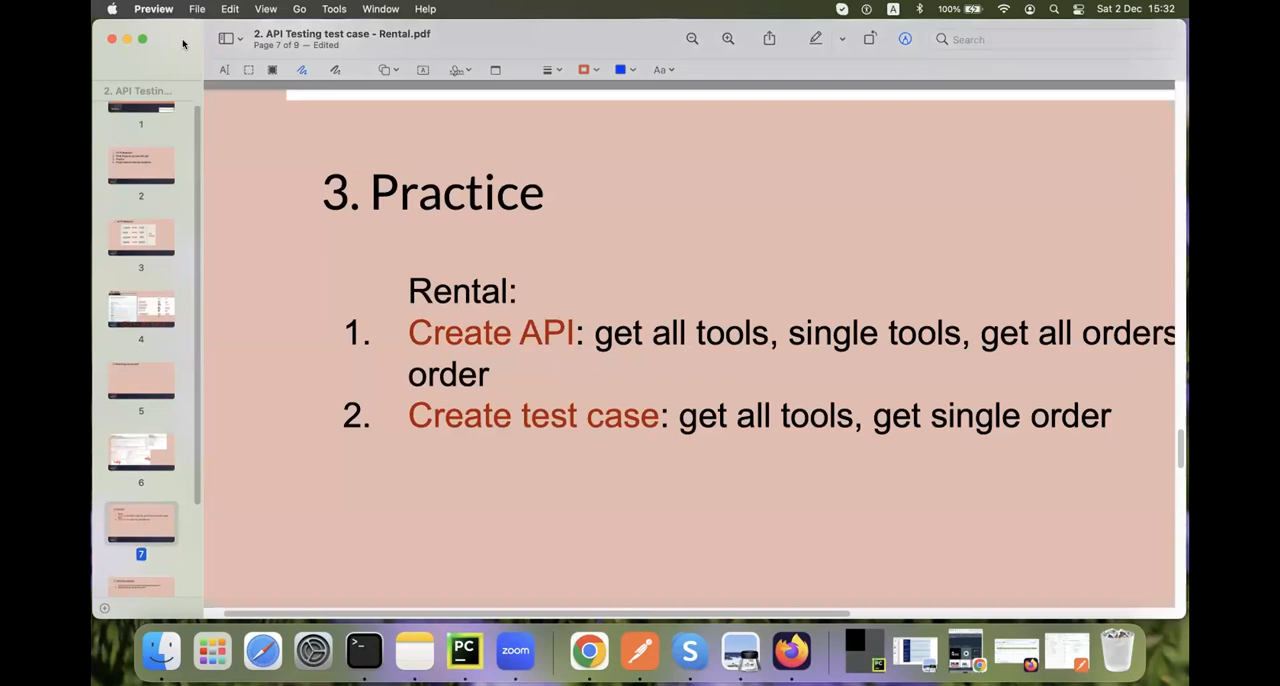 Preview File Edit View Go Tools Window Help
100% Sat 2 Dec 15:32
2. API Testing test case - Rental.pdf
Page 7 of 9 — Edited
Search
Aa
2. API Testin...
1
2
3
4
5
6
7
3. Practice
Rental:
1. Create API: get all tools, single tools, get all orders
order
2. Create test case: get all tools, get single order
PC
zoom